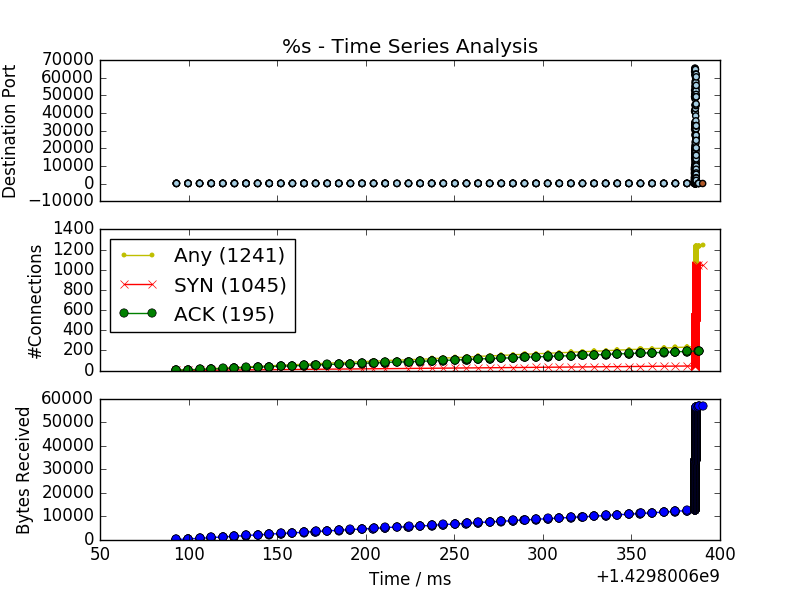 %s - Time Series Analysis
Destination Port
70000
60000
50000
40000
30000
20000
10000
0
−10000
#Connections
1400
1200
1000
800
600
400
200
0
Any (1241)
SYN (1045)
ACK (195)
Bytes Received
60000
50000
40000
30000
20000
10000
0
50 100 150 200 250 300 350 400
Time / ms
+1.4298006e9